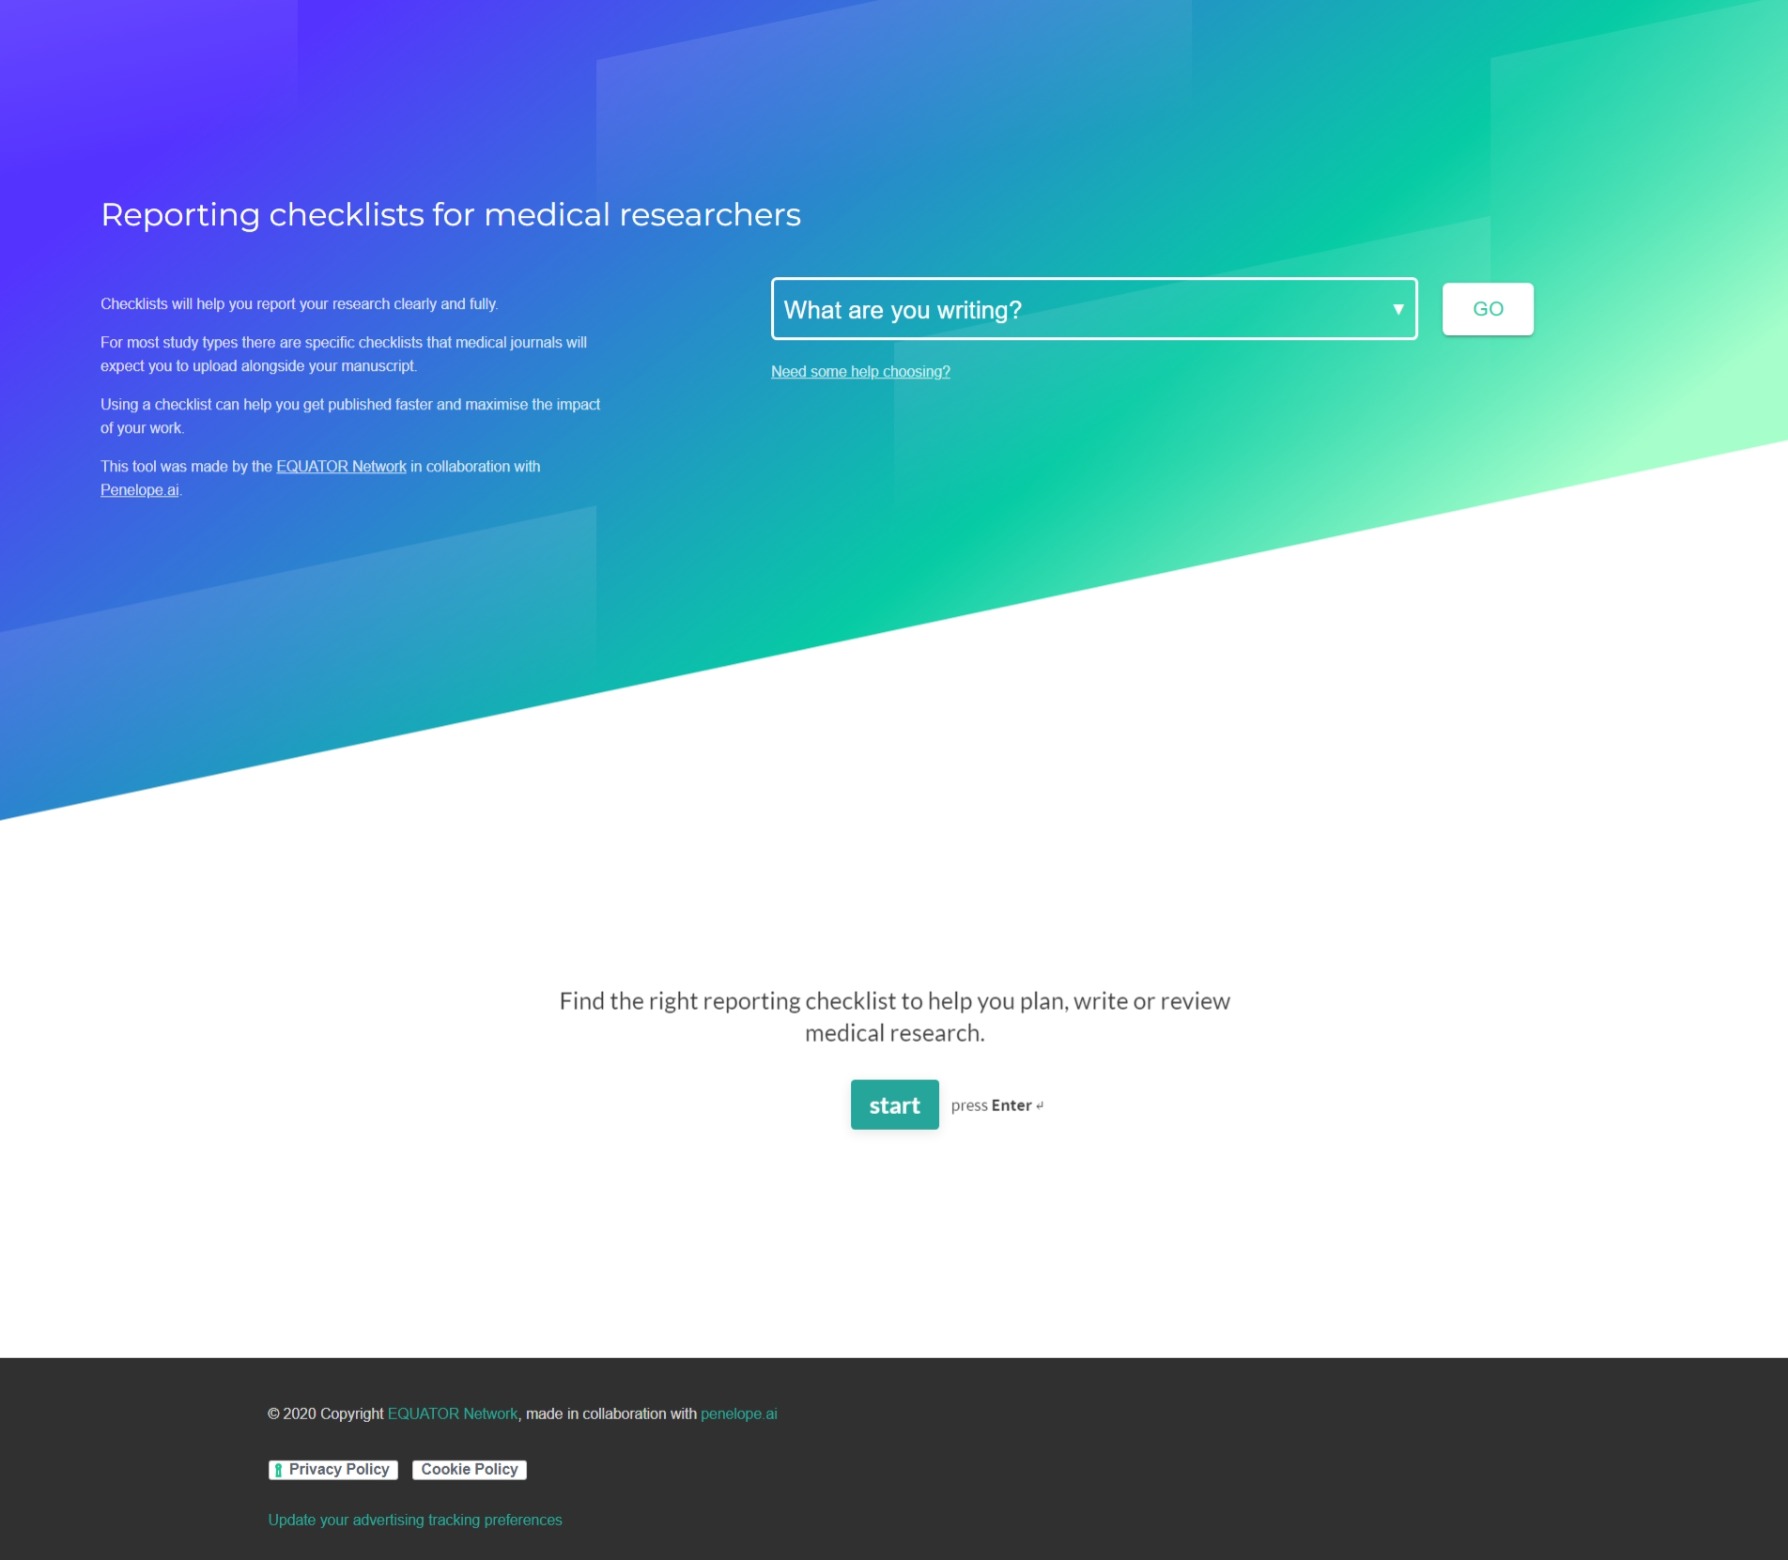 Reporting checklists for medical researchers
Checklists will help you report your research clearly and fully.
For most study types there are specific checklists that medical journals will
expect you to upload alongside your manuscript.
Using a checklist can help you get published faster and maximise the impact
of your work.
This tool was made by the EQUATOR Network in collaboration with
Penelope.ai.
What are you writing? ▼
GO
Need some help choosing?
Find the right reporting checklist to help you plan, write or review
medical research.
start press Enter ↵
© 2020 Copyright EQUATOR Network, made in collaboration with penelope.ai
Privacy Policy Cookie Policy
Update your advertising tracking preferences